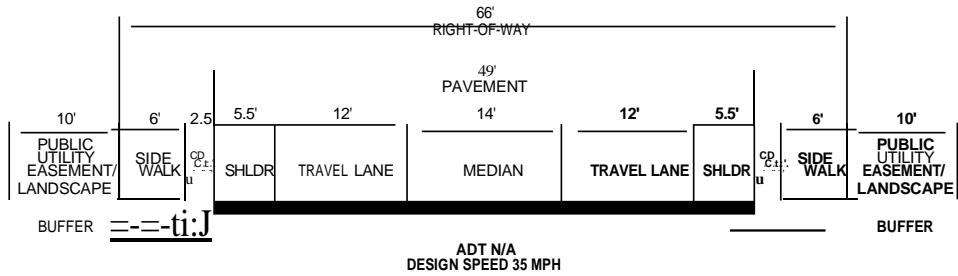 66'
RIGHT-OF-WAY
49'
PAVEMENT
10' 6' 2.5 5.5' 12' 14' 12' 5.5' 6' 10'
PUBLIC
UTILITY
EASEMENT/
LANDSCAPE
SIDE
WALK
SHLDR
TRAVEL LANE
MEDIAN
TRAVEL LANE
SHLDR
SIDE
WALK
PUBLIC
UTILITY
EASEMENT/
LANDSCAPE
BUFFER
=-=-ti:J
BUFFER
ADT N/A
DESIGN SPEED 35 MPH